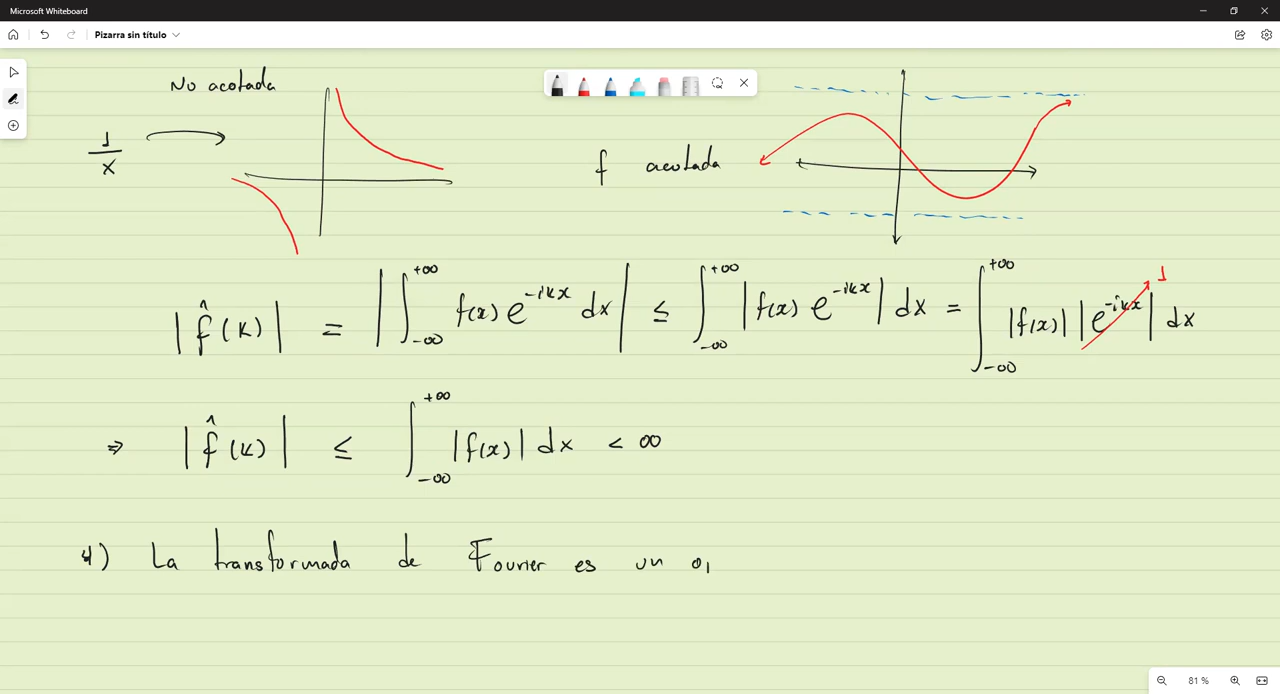 Microsoft Whiteboard
Pizarra sin título
No acotada
1/x
f acotada
|f̂(k)| = |∫_{-∞}^{+∞} f(x) e^{-ikx} dx| ≤ ∫_{-∞}^{+∞} |f(x) e^{-ikx}| dx = ∫_{-∞}^{+∞} |f(x)| |e^{-ikx}| dx
1
⇒ |f̂(k)| ≤ ∫_{-∞}^{+∞} |f(x)| dx < ∞
4) La transformada de Fourier es un
81 %